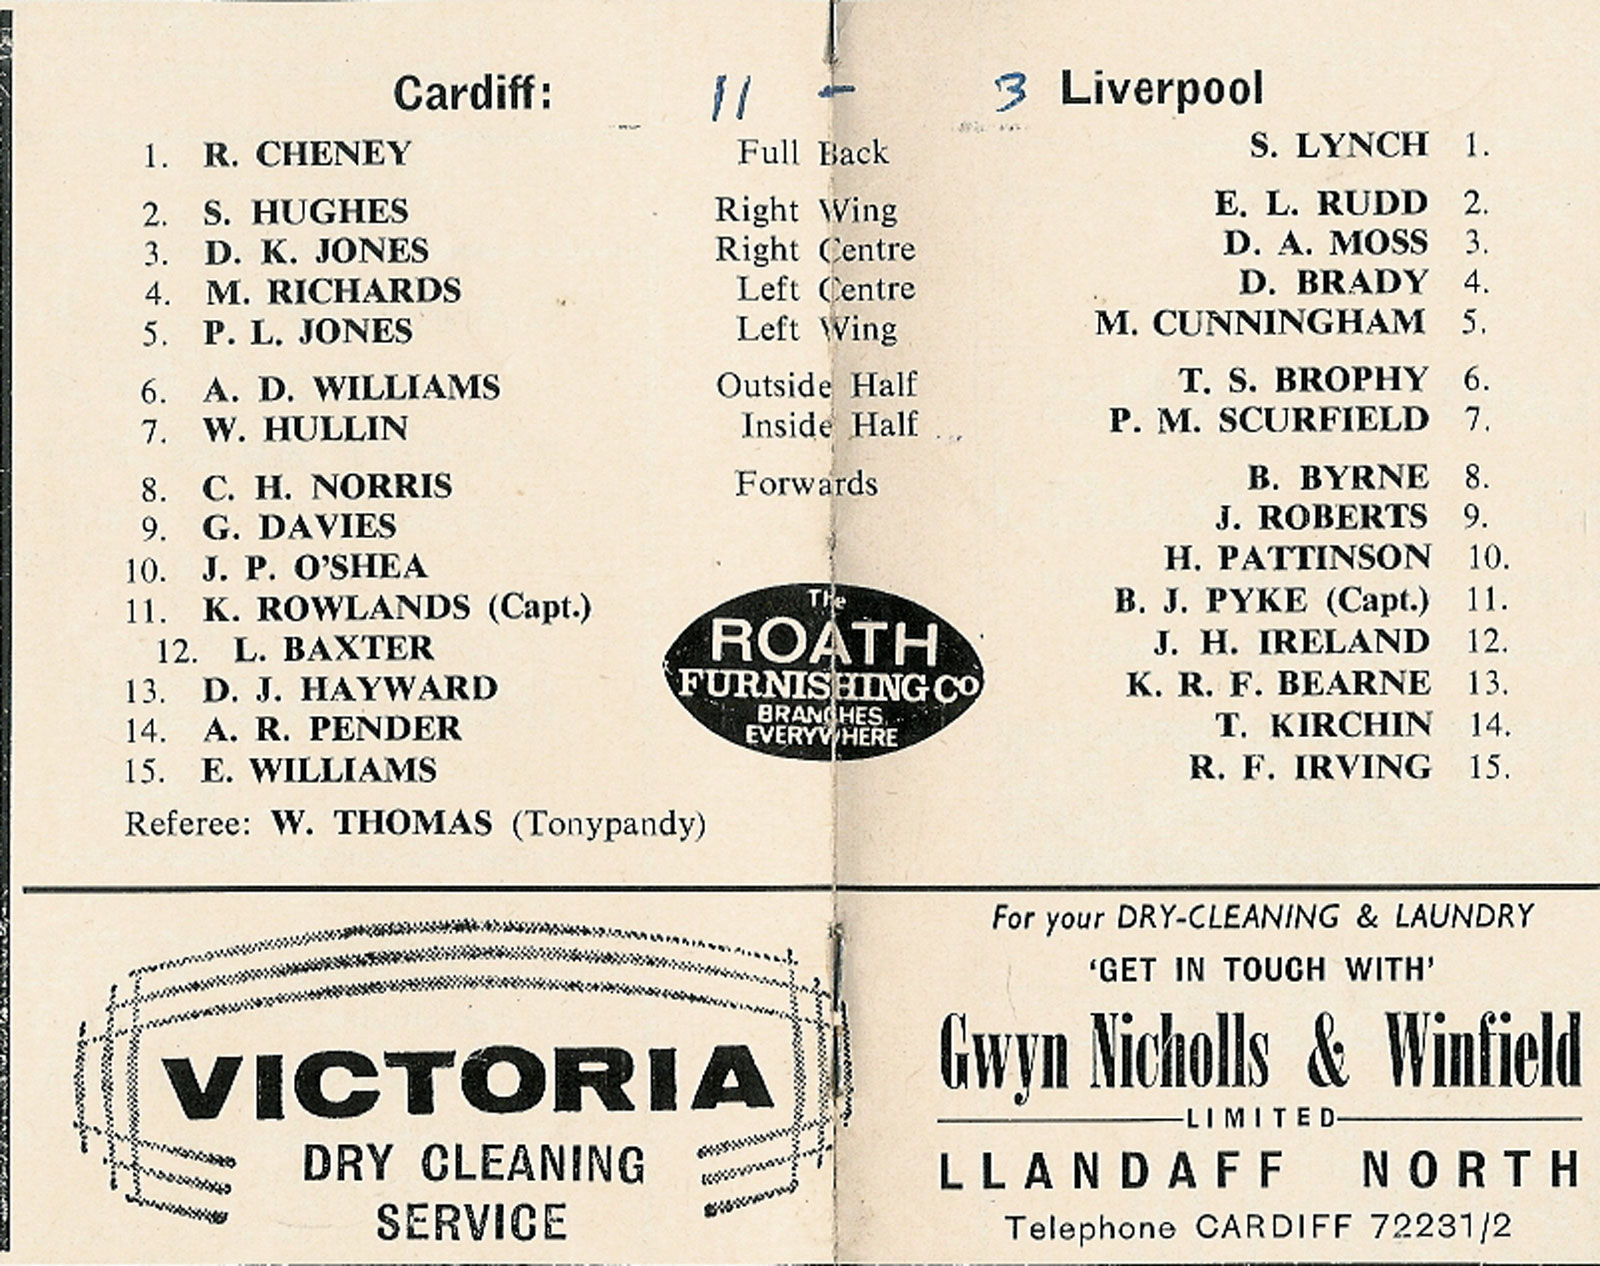 Cardiff: 11 - 3 Liverpool
1. R. CHENEY Full Back S. LYNCH 1.
2. S. HUGHES Right Wing E. L. RUDD 2.
3. D. K. JONES Right Centre D. A. MOSS 3.
4. M. RICHARDS Left Centre D. BRADY 4.
5. P. L. JONES Left Wing M. CUNNINGHAM 5.
6. A. D. WILLIAMS Outside Half T. S. BROPHY 6.
7. W. HULLIN Inside Half P. M. SCURFIELD 7.
8. C. H. NORRIS Forwards B. BYRNE 8.
9. G. DAVIES J. ROBERTS 9.
10. J. P. O'SHEA H. PATTINSON 10.
11. K. ROWLANDS (Capt.) B. J. PYKE (Capt.) 11.
12. L. BAXTER J. H. IRELAND 12.
13. D. J. HAYWARD K. R. F. BEARNE 13.
14. A. R. PENDER T. KIRCHIN 14.
15. E. WILLIAMS R. F. IRVING 15.
The
ROATH
FURNISHING CO
BRANCHES
EVERYWHERE
Referee: W. THOMAS (Tonypandy)
VICTORIA
DRY CLEANING
SERVICE
For your DRY-CLEANING & LAUNDRY
'GET IN TOUCH WITH'
Gwyn Nicholls & Winfield
LIMITED
LLANDAFF NORTH
Telephone CARDIFF 72231/2